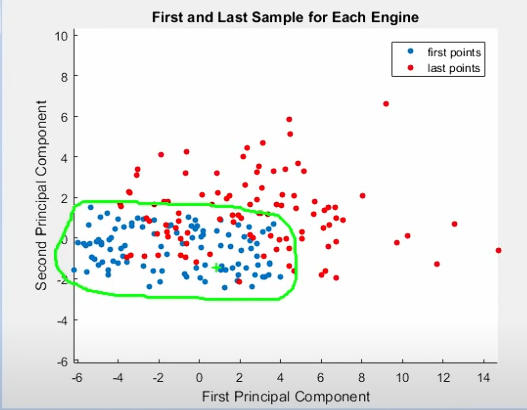 First and Last Sample for Each Engine
first points
last points
Second Principal Component
10
8
6
4
2
0
-2
-4
-6
-6 -4 -2 0 2 4 6 8 10 12 14
First Principal Component